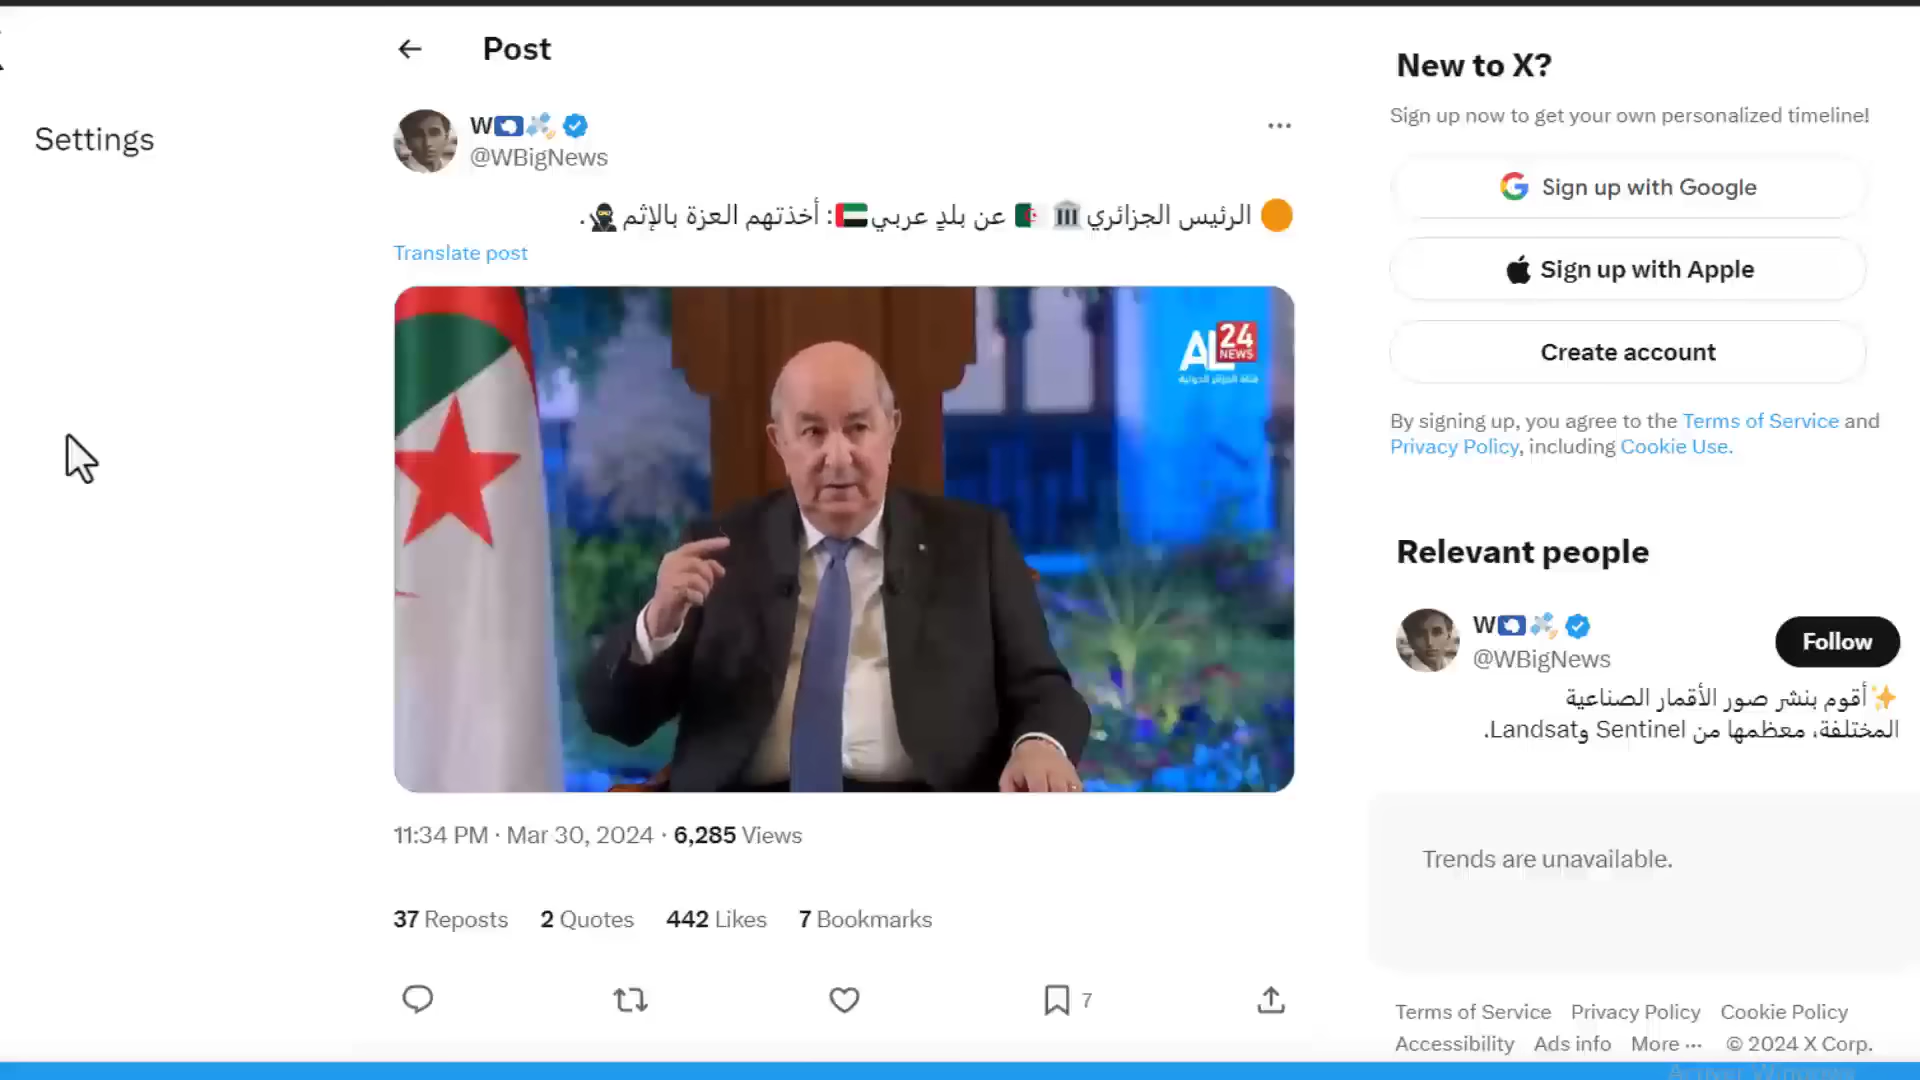 Post
Settings
W
@WBigNews
الرئيس الجزائري عن بلدٍ عربي: أخذتهم العزة بالإثم.
Translate post
AL24 NEWS
قناة الجزائر الدولية
11:34 PM · Mar 30, 2024 · 6,285 Views
37 Reposts 2 Quotes 442 Likes 7 Bookmarks
7
New to X?
Sign up now to get your own personalized timeline!
Sign up with Google
Sign up with Apple
Create account
By signing up, you agree to the Terms of Service and
Privacy Policy, including Cookie Use.
Relevant people
W
@WBigNews
Follow
أقوم بنشر صور الأقمار الصناعية
المختلفة، معظمها من Sentinel وLandsat.
Trends are unavailable.
Terms of Service Privacy Policy Cookie Policy
Accessibility Ads info More ··· © 2024 X Corp.